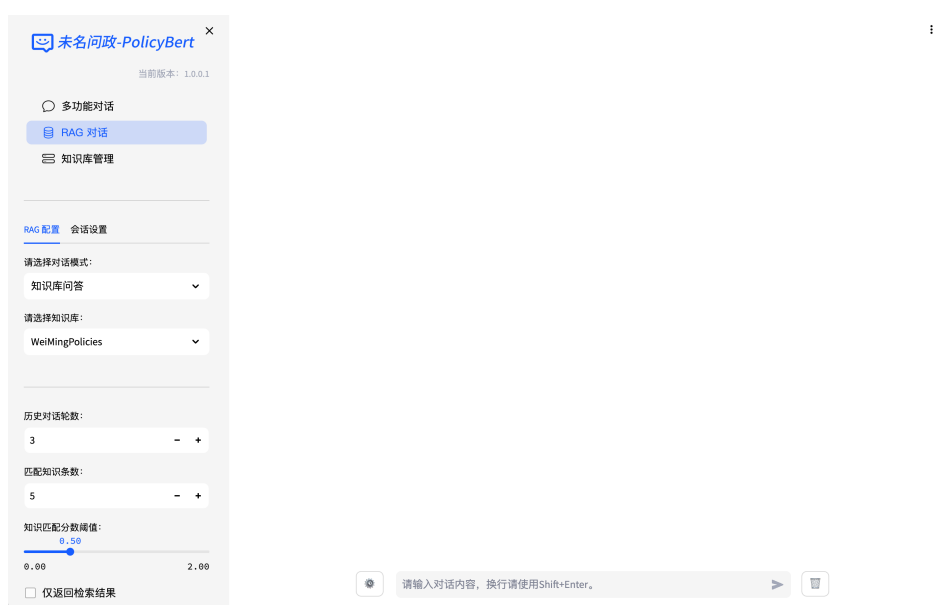 未名问政-PolicyBert
当前版本：1.0.0.1
多功能对话
RAG 对话
知识库管理
RAG 配置 会话设置
请选择对话模式：
知识库问答
请选择知识库：
WeiMingPolicies
历史对话轮数：
3
匹配知识条数：
5
知识匹配分数阈值：
0.50
0.00 2.00
仅返回检索结果
请输入对话内容，换行请使用Shift+Enter。